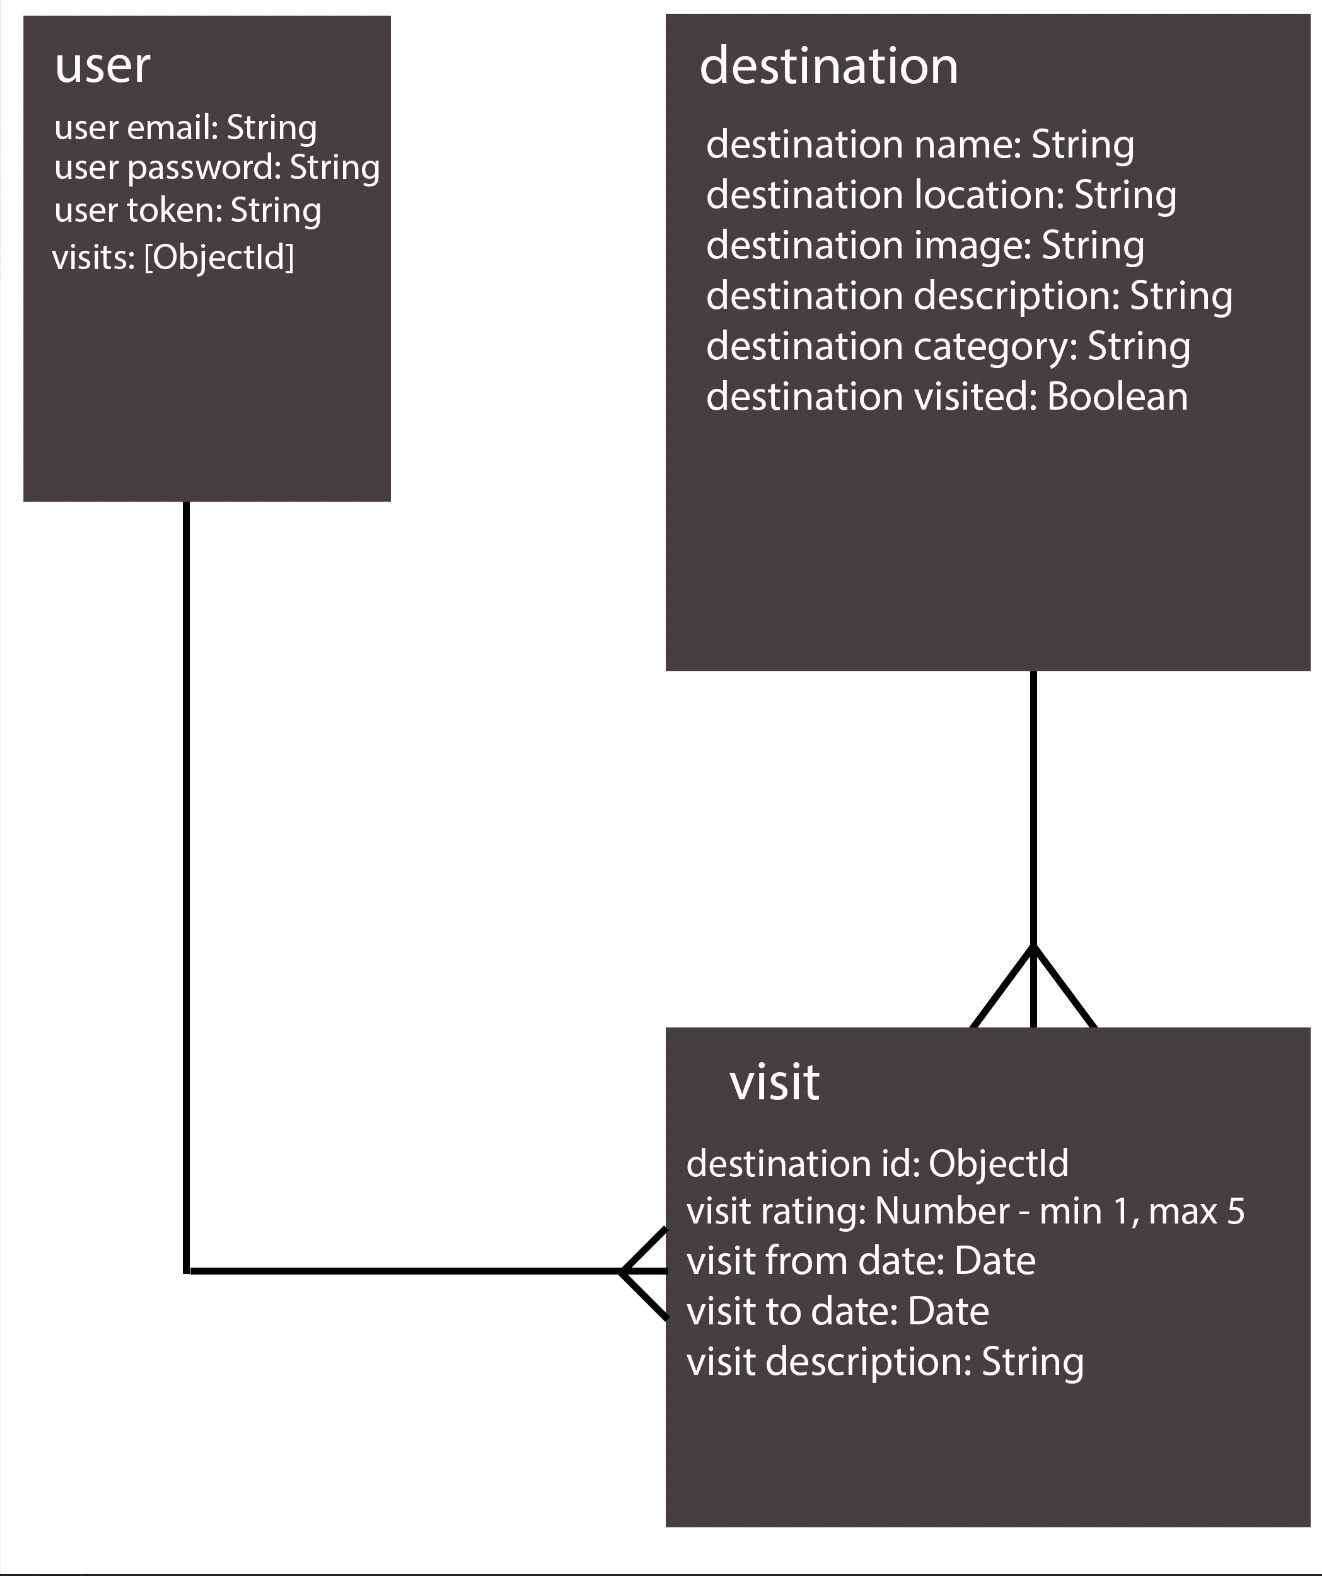 user
user email: String
user password: String
user token: String
visits: [ObjectId]
destination
destination name: String
destination location: String
destination image: String
destination description: String
destination category: String
destination visited: Boolean
visit
destination id: ObjectId
visit rating: Number - min 1, max 5
visit from date: Date
visit to date: Date
visit description: String